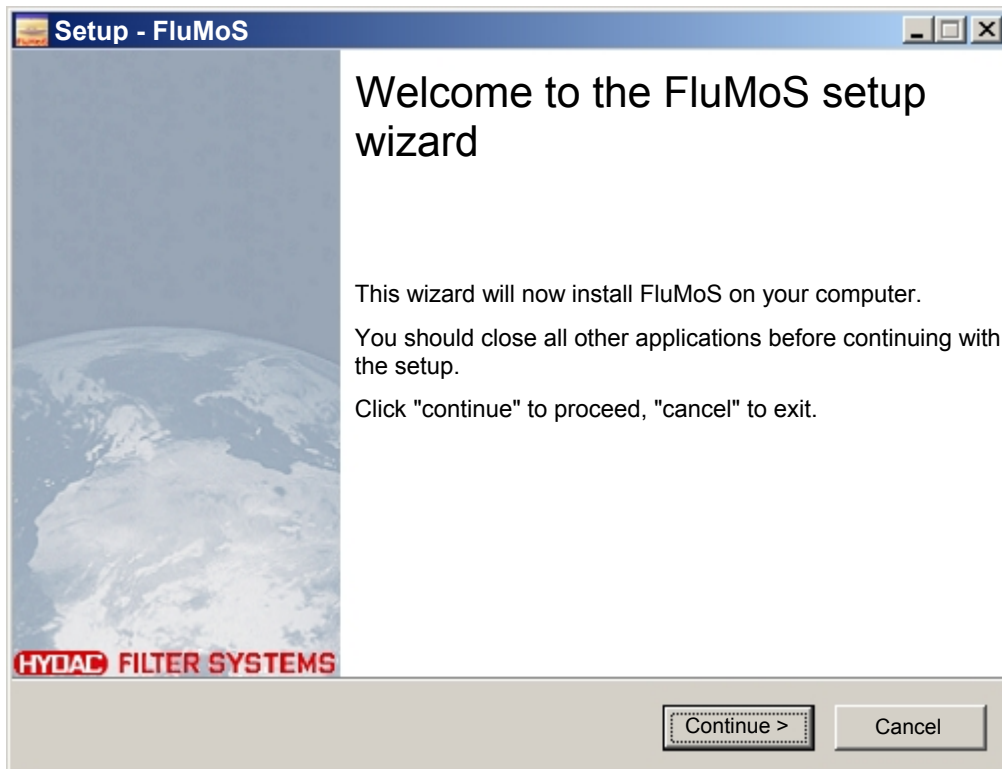 Setup - FluMoS
Welcome to the FluMoS setup
wizard
This wizard will now install FluMoS on your computer.
You should close all other applications before continuing with
the setup.
Click "continue" to proceed, "cancel" to exit.
HYDAC FILTER SYSTEMS
Continue >
Cancel